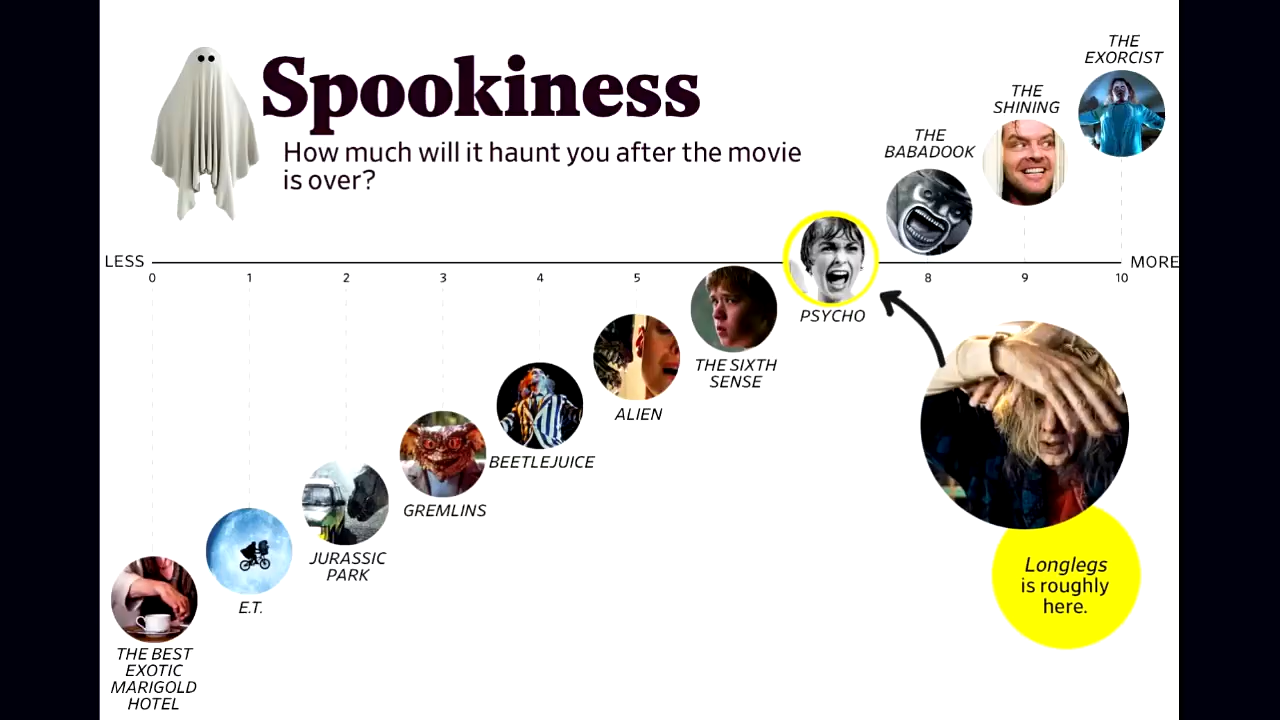 Spookiness
How much will it haunt you after the movie
is over?
THE
EXORCIST
THE
SHINING
THE
BABADOOK
LESS
MORE
0
1
2
3
4
5
8
9
10
PSYCHO
THE SIXTH
SENSE
ALIEN
BEETLEJUICE
GREMLINS
JURASSIC
PARK
E.T.
THE BEST
EXOTIC
MARIGOLD
HOTEL
Longlegs
is roughly
here.